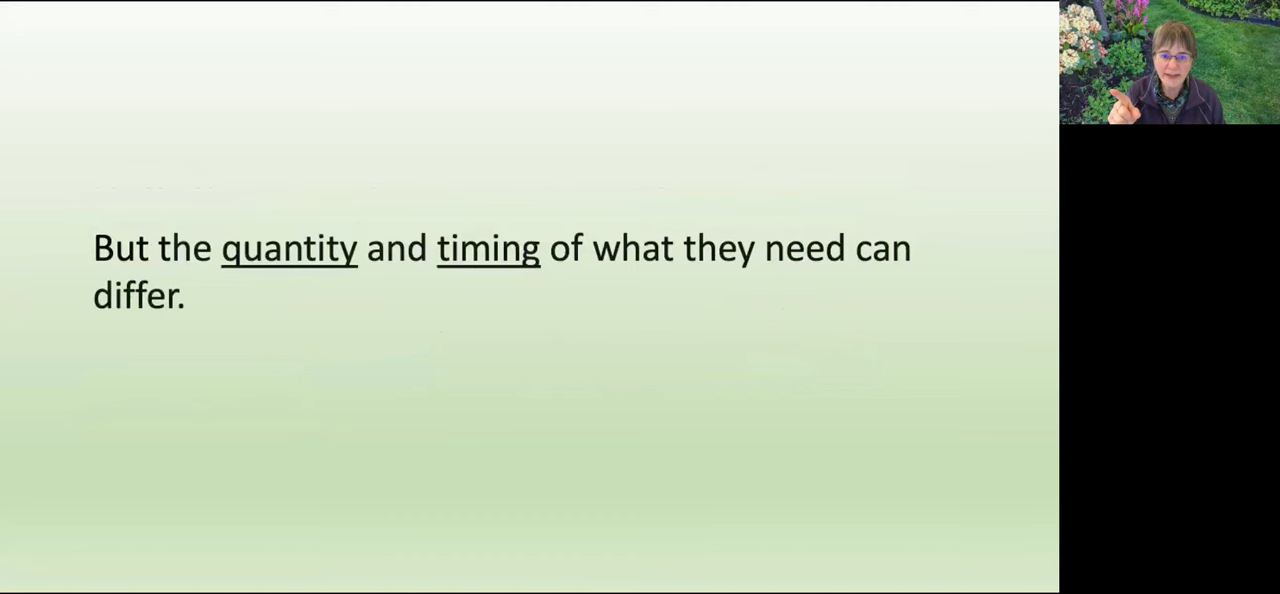 But the quantity and timing of what they need can
differ.